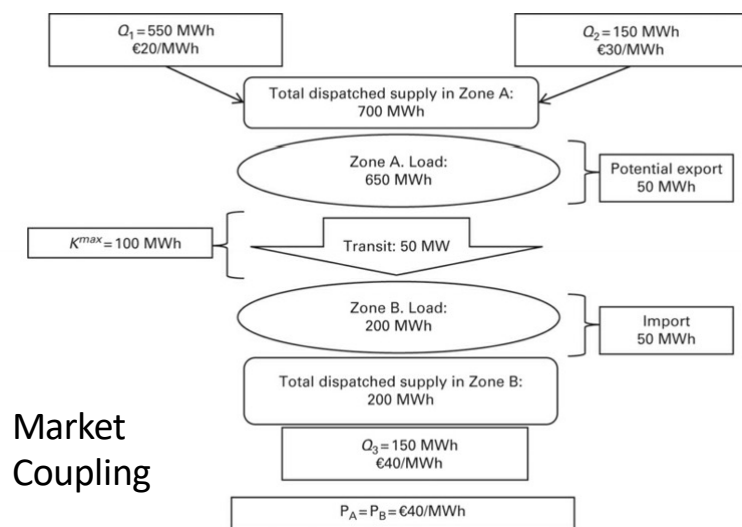 Q₁ = 550 MWh
€20/MWh
Q₂ = 150 MWh
€30/MWh
Total dispatched supply in Zone A:
700 MWh
Zone A. Load:
650 MWh
Potential export
50 MWh
Kᵐᵃˣ = 100 MWh
Transit: 50 MW
Zone B. Load:
200 MWh
Import
50 MWh
Total dispatched supply in Zone B:
200 MWh
Market
Coupling
Q₃ = 150 MWh
€40/MWh
P_A = P_B = €40/MWh